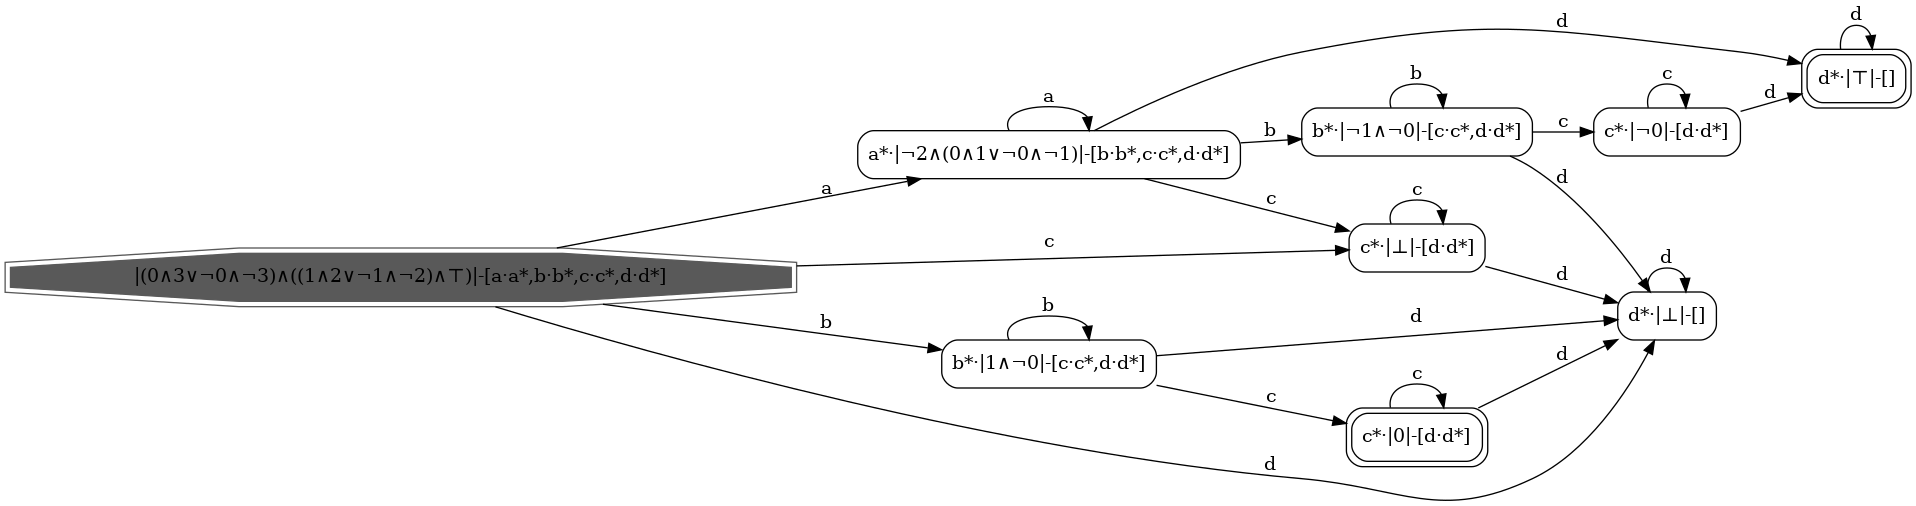 d
d
d*·|⊤|-[]
b
c
a
d
b*·|¬1∧¬0|-[c·c*,d·d*]
c
c*·|¬0|-[d·d*]
b
a*·|¬2∧(0∧1∨¬0∧¬1)|-[b·b*,c·c*,d·d*]
a
c
c
d
c
c*·|⊥|-[d·d*]
d
d
|(0∧3∨¬0∧¬3)∧((1∧2∨¬1∧¬2)∧⊤)|-[a·a*,b·b*,c·c*,d·d*]
b
b
d
d*·|⊥|-[]
b*·|1∧¬0|-[c·c*,d·d*]
d
c
c
c*·|0|-[d·d*]
d